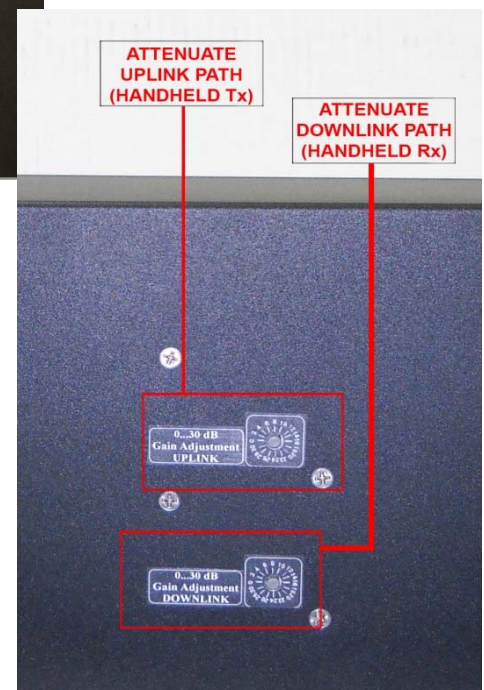 ATTENUATE
UPLINK PATH
(HANDHELD Tx)
ATTENUATE
DOWNLINK PATH
(HANDHELD Rx)
0...30 dB
Gain Adjustment
UPLINK
0...30 dB
Gain Adjustment
DOWNLINK